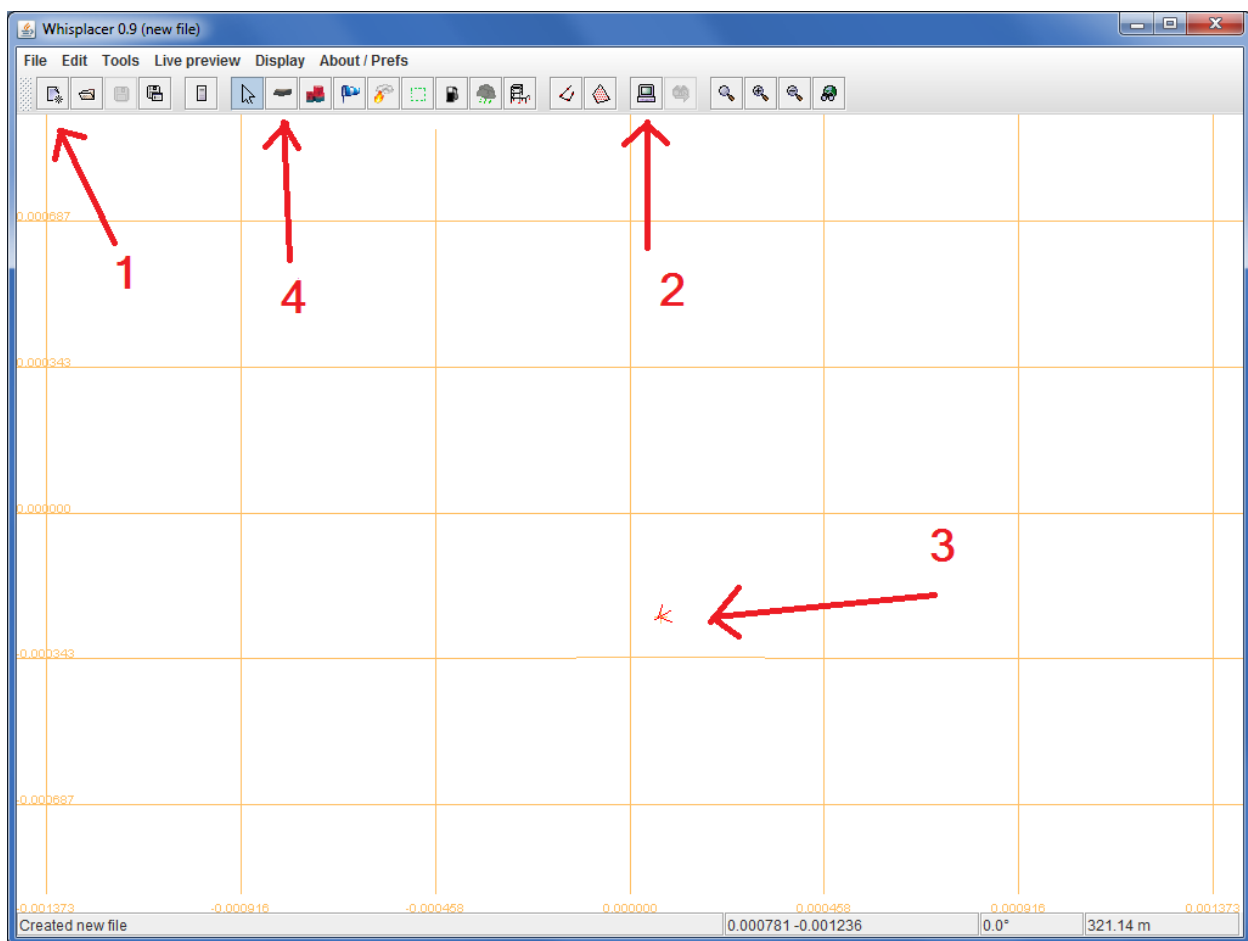 Whisplacer 0.9 (new file)
File Edit Tools Live preview Display About / Prefs
1
4
2
3
0.000687
0.000343
0.000000
-0.000343
-0.000687
-0.001373 -0.000916 -0.000458 0.000000 0.000458 0.000916 0.001373
Created new file 0.000781 -0.001236 0.0° 321.14 m